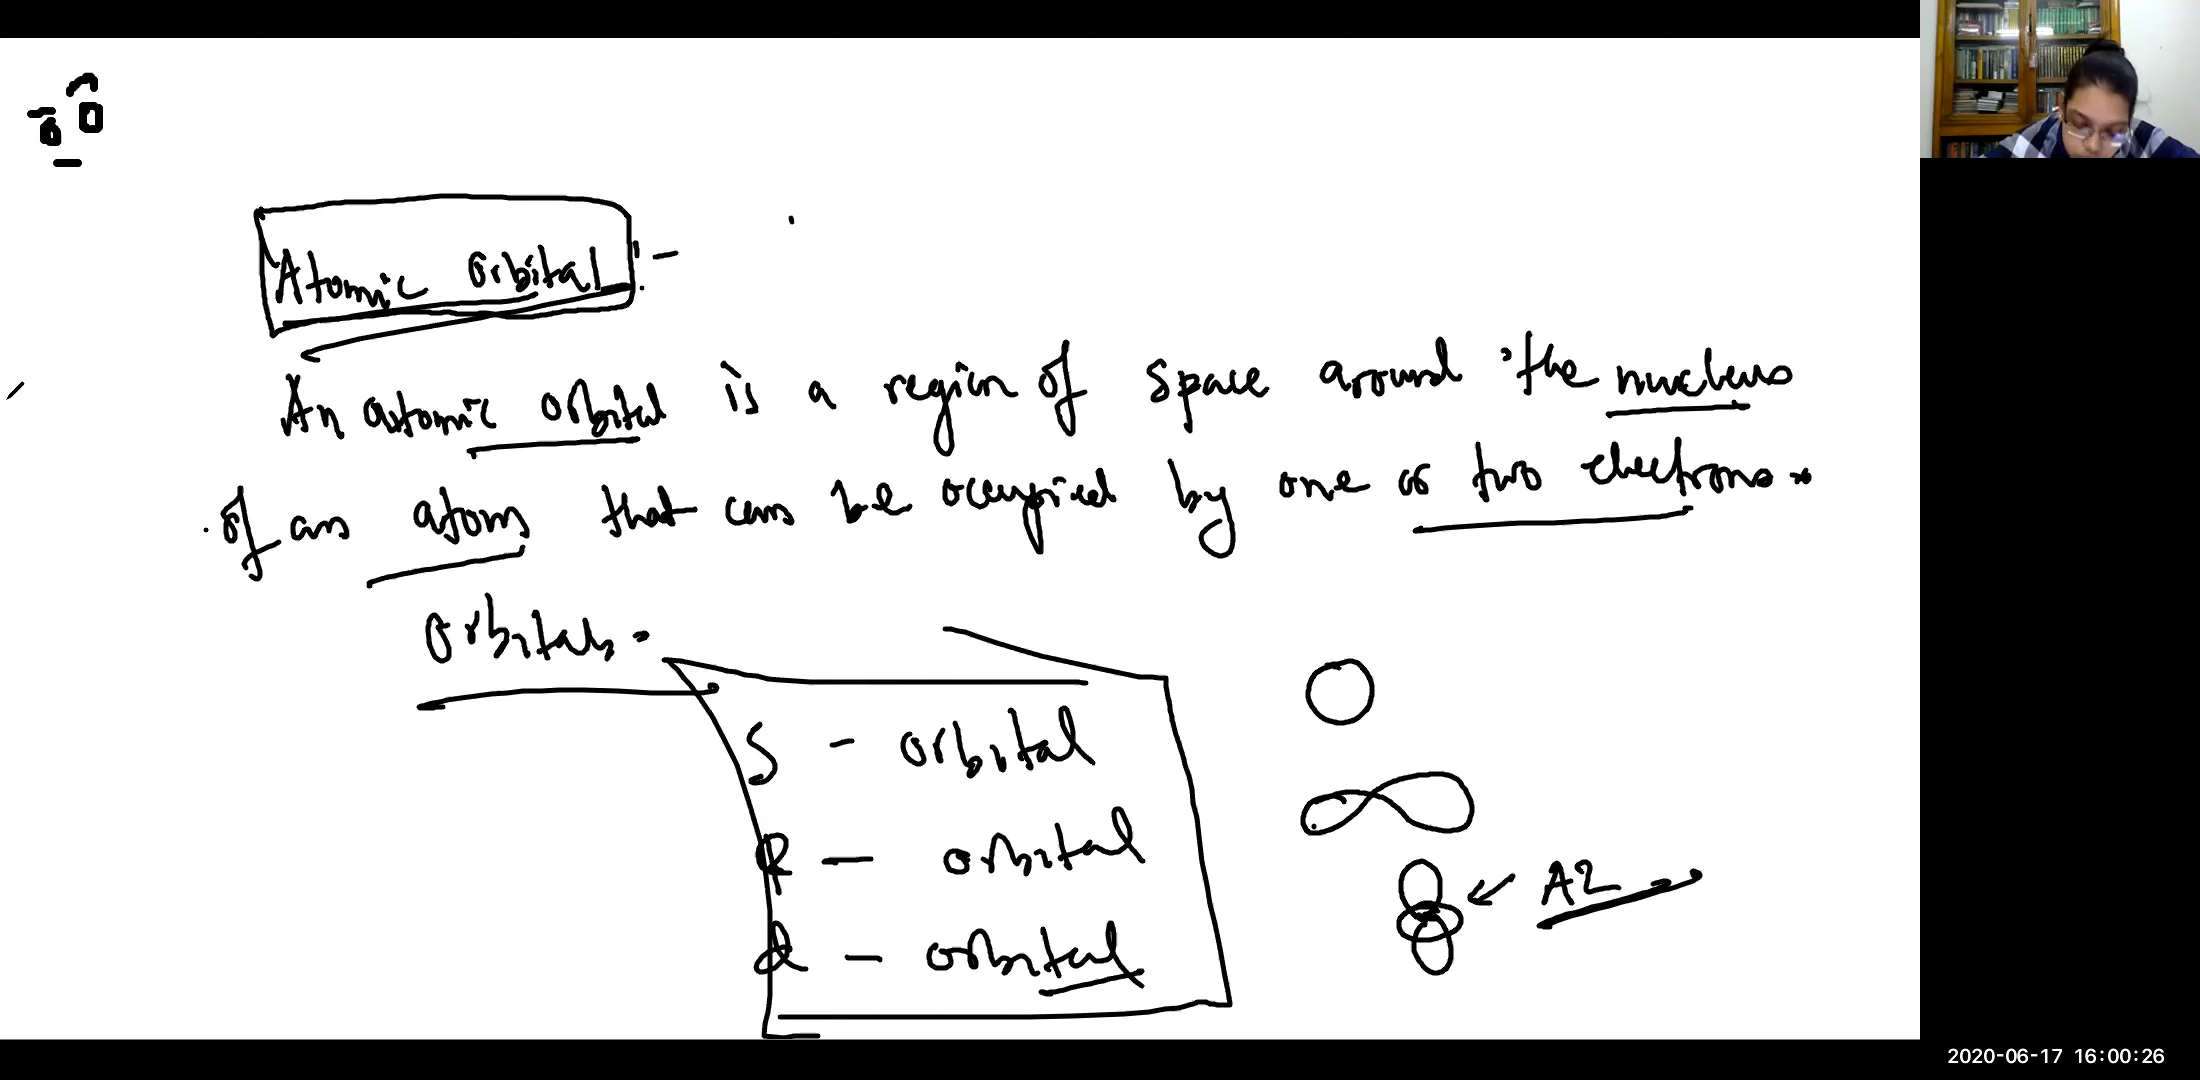 Atomic Orbital :-
An atomic orbital is a region of space around the nucleus
of an atom that can be occupied by one or two electrons.
Orbitals -
S - orbital
P - orbital
d - orbital
A2
2020-06-17 16:00:26